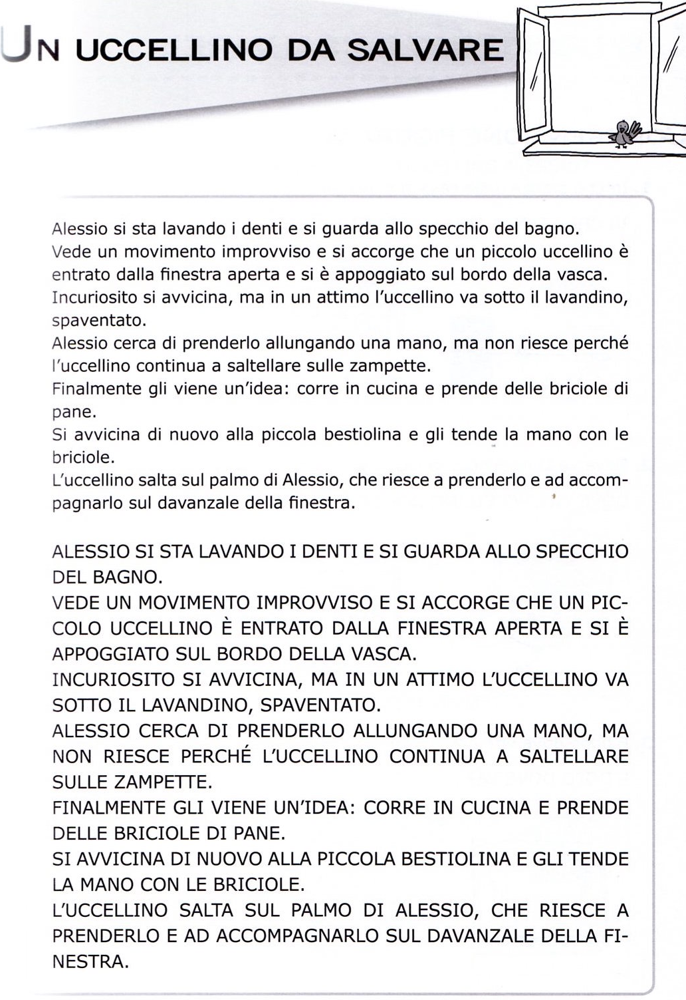 UN UCCELLINO DA SALVARE
Alessio si sta lavando i denti e si guarda allo specchio del bagno.
Vede un movimento improvviso e si accorge che un piccolo uccellino è
entrato dalla finestra aperta e si è appoggiato sul bordo della vasca.
Incuriosito si avvicina, ma in un attimo l'uccellino va sotto il lavandino,
spaventato.
Alessio cerca di prenderlo allungando una mano, ma non riesce perché
l'uccellino continua a saltellare sulle zampette.
Finalmente gli viene un'idea: corre in cucina e prende delle briciole di
pane.
Si avvicina di nuovo alla piccola bestiolina e gli tende la mano con le
briciole.
L'uccellino salta sul palmo di Alessio, che riesce a prenderlo e ad accom-
pagnarlo sul davanzale della finestra.
ALESSIO SI STA LAVANDO I DENTI E SI GUARDA ALLO SPECCHIO
DEL BAGNO.
VEDE UN MOVIMENTO IMPROVVISO E SI ACCORGE CHE UN PIC-
COLO UCCELLINO È ENTRATO DALLA FINESTRA APERTA E SI È
APPOGGIATO SUL BORDO DELLA VASCA.
INCURIOSITO SI AVVICINA, MA IN UN ATTIMO L'UCCELLINO VA
SOTTO IL LAVANDINO, SPAVENTATO.
ALESSIO CERCA DI PRENDERLO ALLUNGANDO UNA MANO, MA
NON RIESCE PERCHÉ L'UCCELLINO CONTINUA A SALTELLARE
SULLE ZAMPETTE.
FINALMENTE GLI VIENE UN'IDEA: CORRE IN CUCINA E PRENDE
DELLE BRICIOLE DI PANE.
SI AVVICINA DI NUOVO ALLA PICCOLA BESTIOLINA E GLI TENDE
LA MANO CON LE BRICIOLE.
L'UCCELLINO SALTA SUL PALMO DI ALESSIO, CHE RIESCE A
PRENDERLO E AD ACCOMPAGNARLO SUL DAVANZALE DELLA FI-
NESTRA.